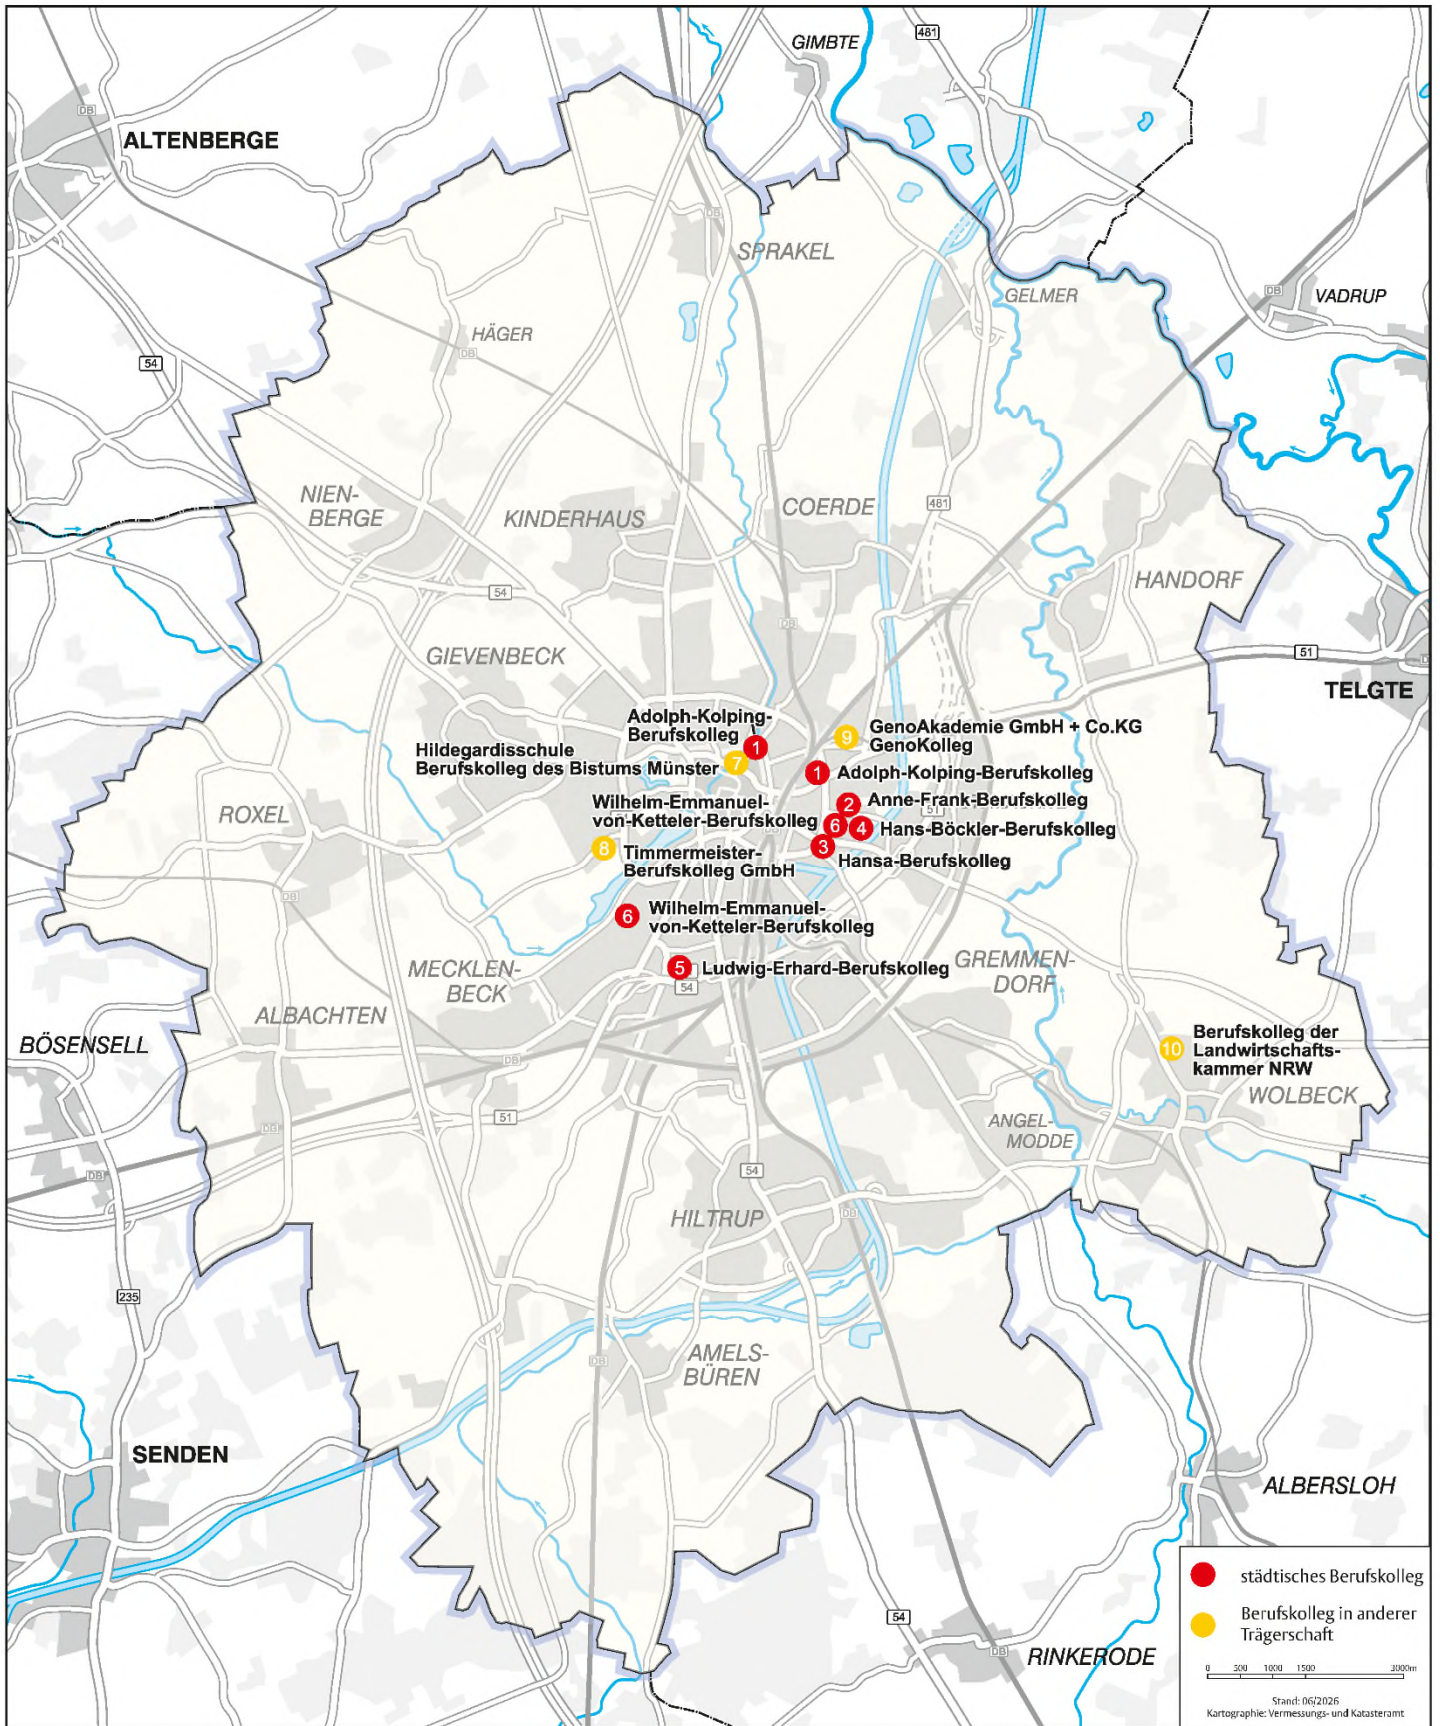 GIMBTE
481
DB
ALTENBERGE
DB
SPRAKEL
GELMER
DB
VADRUP
HÄGER
DB
54
NIEN-
BERGE
KINDERHAUS
COERDE
481
HANDORF
54
DB
GIEVENBECK
51
TELGTE
Adolph-Kolping-
Berufskolleg
1
9
GenoAkademie GmbH + Co.KG
GenoKolleg
Hildegardisschule
Berufskolleg des Bistums Münster
7
1
Adolph-Kolping-Berufskolleg
ROXEL
Wilhelm-Emmanuel-
von-Ketteler-Berufskolleg
2
Anne-Frank-Berufskolleg
51
6
4
Hans-Böckler-Berufskolleg
DB
8
Timmermeister-
Berufskolleg GmbH
3
Hansa-Berufskolleg
DB
6
Wilhelm-Emmanuel-
von-Ketteler-Berufskolleg
MECKLEN-
BECK
5
Ludwig-Erhard-Berufskolleg
54
GREMMEN-
DORF
ALBACHTEN
BÖSENSELL
DB
10
Berufskolleg der
Landwirtschafts-
kammer NRW
WOLBECK
51
DB
ANGEL-
MODDE
DB
54
HILTRUP
DB
235
DB
AMELS-
BÜREN
SENDEN
ALBERSLOH
54
DB
RINKERODE
städtisches Berufskolleg
Berufskolleg in anderer
Trägerschaft
0 500 1000 1500 3000m
Stand: 06/2026
Kartographie: Vermessungs- und Katasteramt